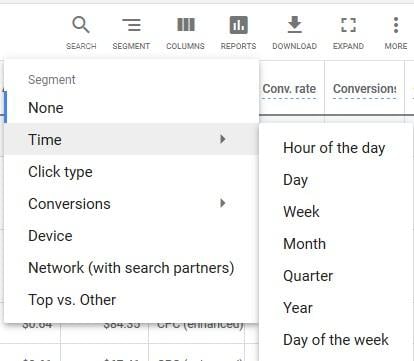 SEARCH SEGMENT COLUMNS REPORTS DOWNLOAD EXPAND MORE
Segment
Conv. rate Conversions
None
Time
Hour of the day
Click type
Day
Conversions
Week
Device
Month
Network (with search partners)
Quarter
Top vs. Other
Year
$84.35 CPC (enhanced)
Day of the week